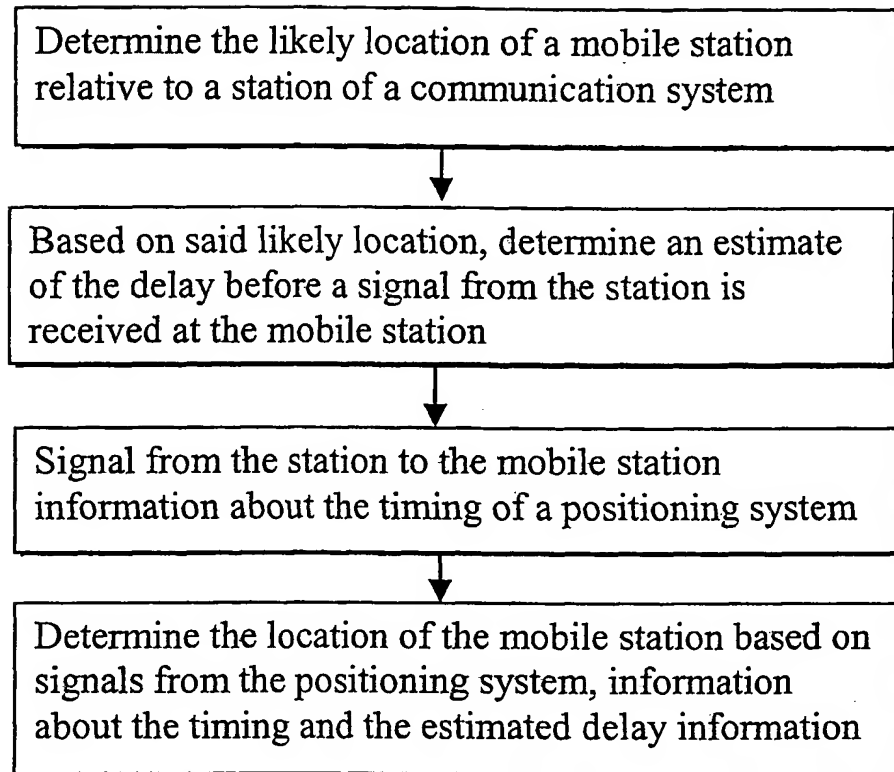 Determine the likely location of a mobile station
relative to a station of a communication system
Based on said likely location, determine an estimate
of the delay before a signal from the station is
received at the mobile station
Signal from the station to the mobile station
information about the timing of a positioning system
Determine the location of the mobile station based on
signals from the positioning system, information
about the timing and the estimated delay information